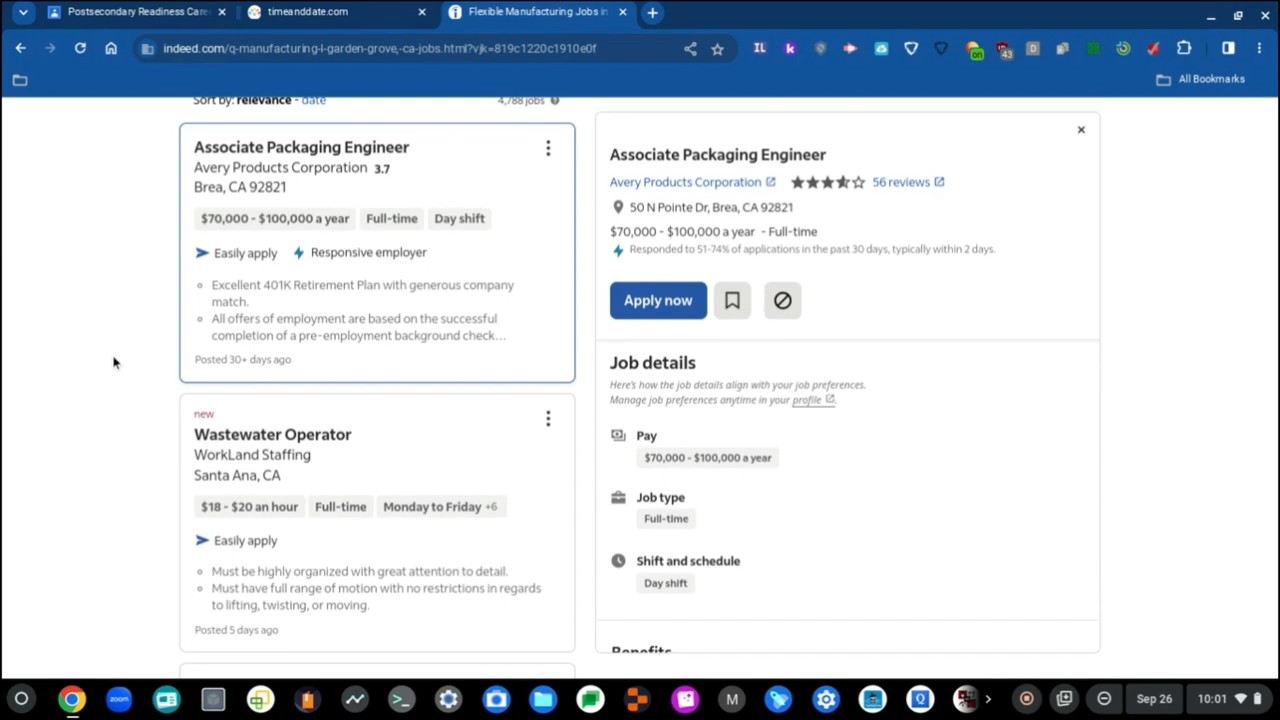 Postsecondary Readiness Care
timeanddate.com
Flexible Manufacturing Jobs in
indeed.com/q-manufacturing-l-garden-grove,-ca-jobs.html?vjk=819c1220c1910e0f
IL
k
on
43
D
All Bookmarks
Sort by: relevance - date
4,788 jobs
Associate Packaging Engineer
Avery Products Corporation 3.7
Brea, CA 92821
$70,000 - $100,000 a year
Full-time
Day shift
Easily apply
Responsive employer
Excellent 401K Retirement Plan with generous company
match.
All offers of employment are based on the successful
completion of a pre-employment background check…
Posted 30+ days ago
new
Wastewater Operator
WorkLand Staffing
Santa Ana, CA
$18 - $20 an hour
Full-time
Monday to Friday +6
Easily apply
Must be highly organized with great attention to detail.
Must have full range of motion with no restrictions in regards
to lifting, twisting, or moving.
Posted 5 days ago
Associate Packaging Engineer
Avery Products Corporation
56 reviews
50 N Pointe Dr, Brea, CA 92821
$70,000 - $100,000 a year - Full-time
Responded to 51-74% of applications in the past 30 days, typically within 2 days.
Apply now
Job details
Here's how the job details align with your job preferences.
Manage job preferences anytime in your profile.
Pay
$70,000 - $100,000 a year
Job type
Full-time
Shift and schedule
Day shift
Benefits
zoom
M
Q
Sep 26
10:01